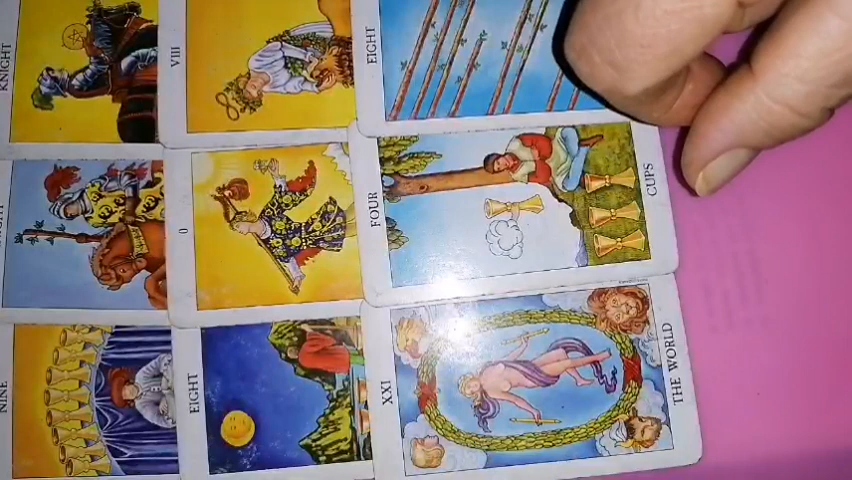 KNIGHT
VIII
EIGHT
0
FOUR
CUPS
NINE
EIGHT
XXI
THE WORLD